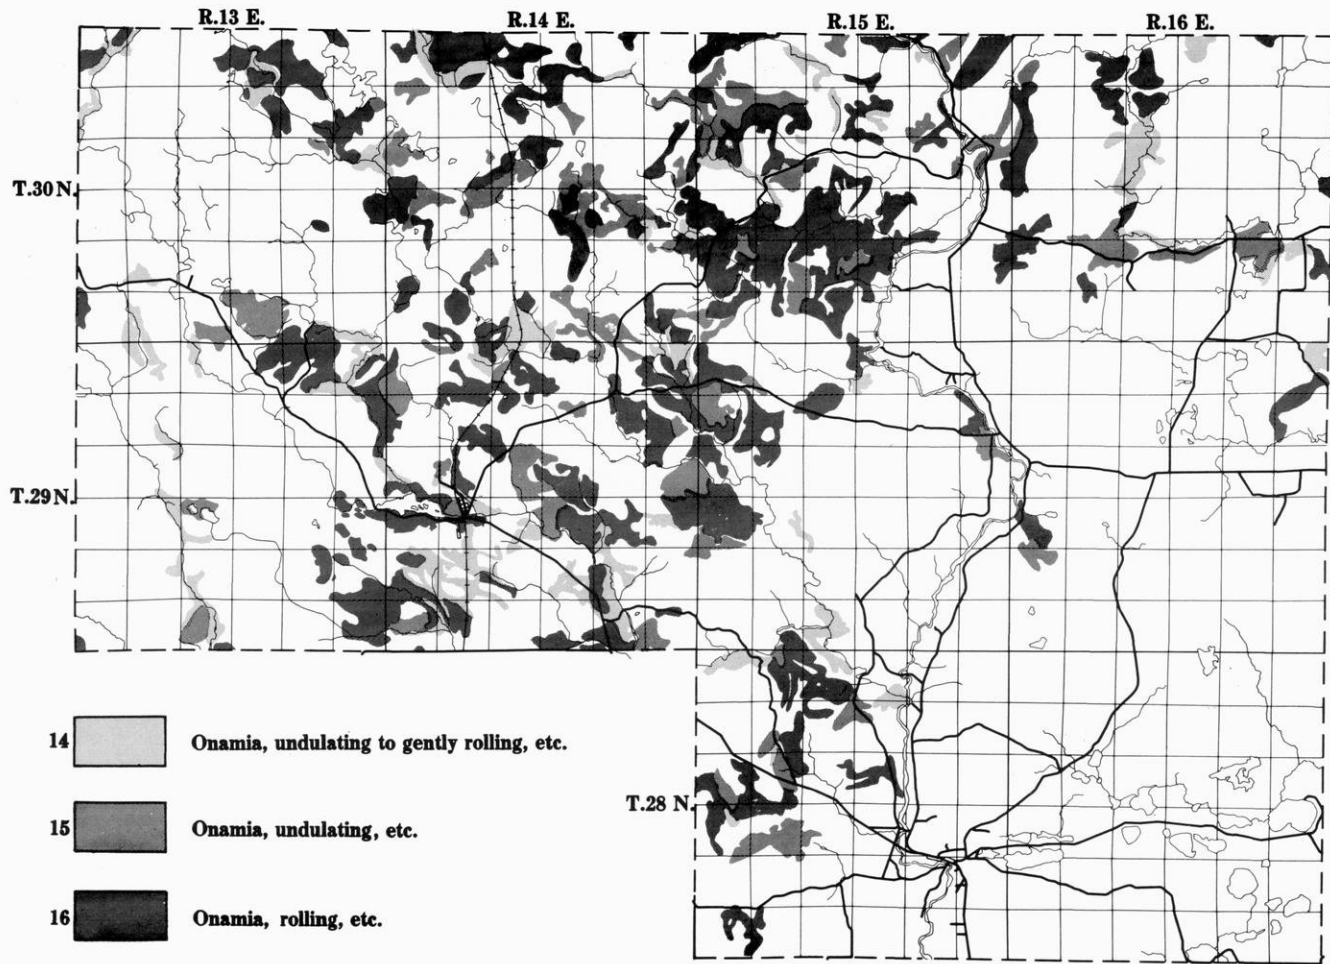 R.13 E. R.14 E. R.15 E. R.16 E.
T.30 N.
T.29 N.
14 Onamia, undulating to gently rolling, etc.
T.28 N.
15 Onamia, undulating, etc.
16 Onamia, rolling, etc.